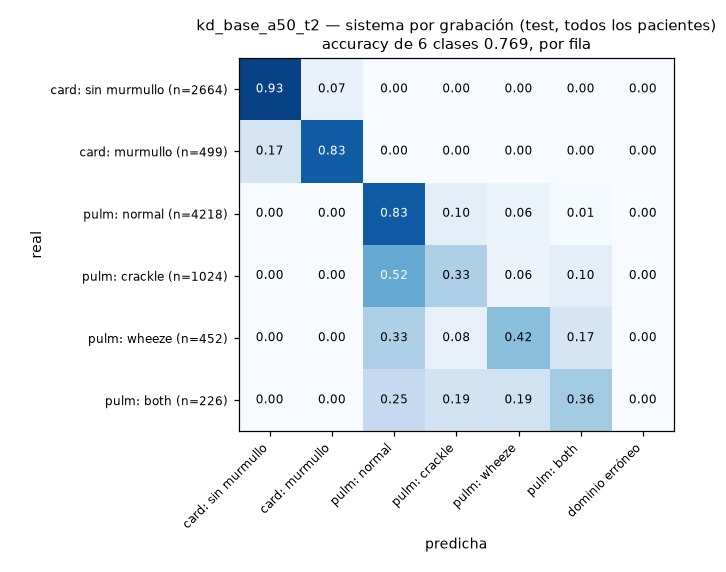 kd_base_a50_t2 — sistema por grabación (test, todos los pacientes)
accuracy de 6 clases 0.769, por fila
real
card: sin murmullo (n=2664) 0.93 0.07 0.00 0.00 0.00 0.00 0.00
card: murmullo (n=499) 0.17 0.83 0.00 0.00 0.00 0.00 0.00
pulm: normal (n=4218) 0.00 0.00 0.83 0.10 0.06 0.01 0.00
pulm: crackle (n=1024) 0.00 0.00 0.52 0.33 0.06 0.10 0.00
pulm: wheeze (n=452) 0.00 0.00 0.33 0.08 0.42 0.17 0.00
pulm: both (n=226) 0.00 0.00 0.25 0.19 0.19 0.36 0.00
card: sin murmullo
card: murmullo
pulm: normal
pulm: crackle
pulm: wheeze
pulm: both
dominio erróneo
predicha